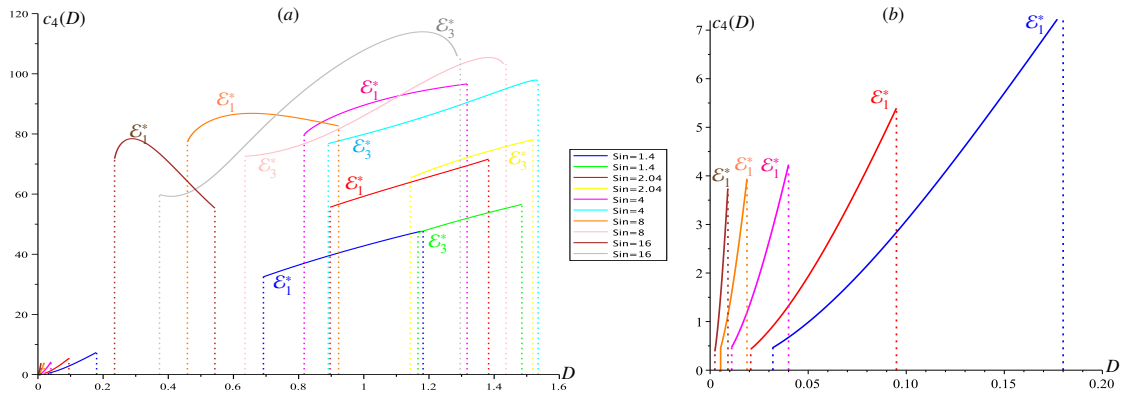 (a)
c₄(D)
120
100
80
60
40
20
0
0
0.2
0.4
0.6
0.8
1
1.2
1.4
1.6
D
ℰ₃*
ℰ₁*
ℰ₁*
ℰ₁*
ℰ₃*
ℰ₃*
ℰ₃*
ℰ₁*
ℰ₃*
ℰ₁*
Sin=1.4
Sin=1.4
Sin=2.04
Sin=2.04
Sin=4
Sin=4
Sin=8
Sin=8
Sin=16
Sin=16
(b)
c₄(D)
7
6
5
4
3
2
1
0
0.00
0.05
0.10
0.15
0.20
D
ℰ₁*
ℰ₁*
ℰ₁*
ℰ₁*
ℰ₁*